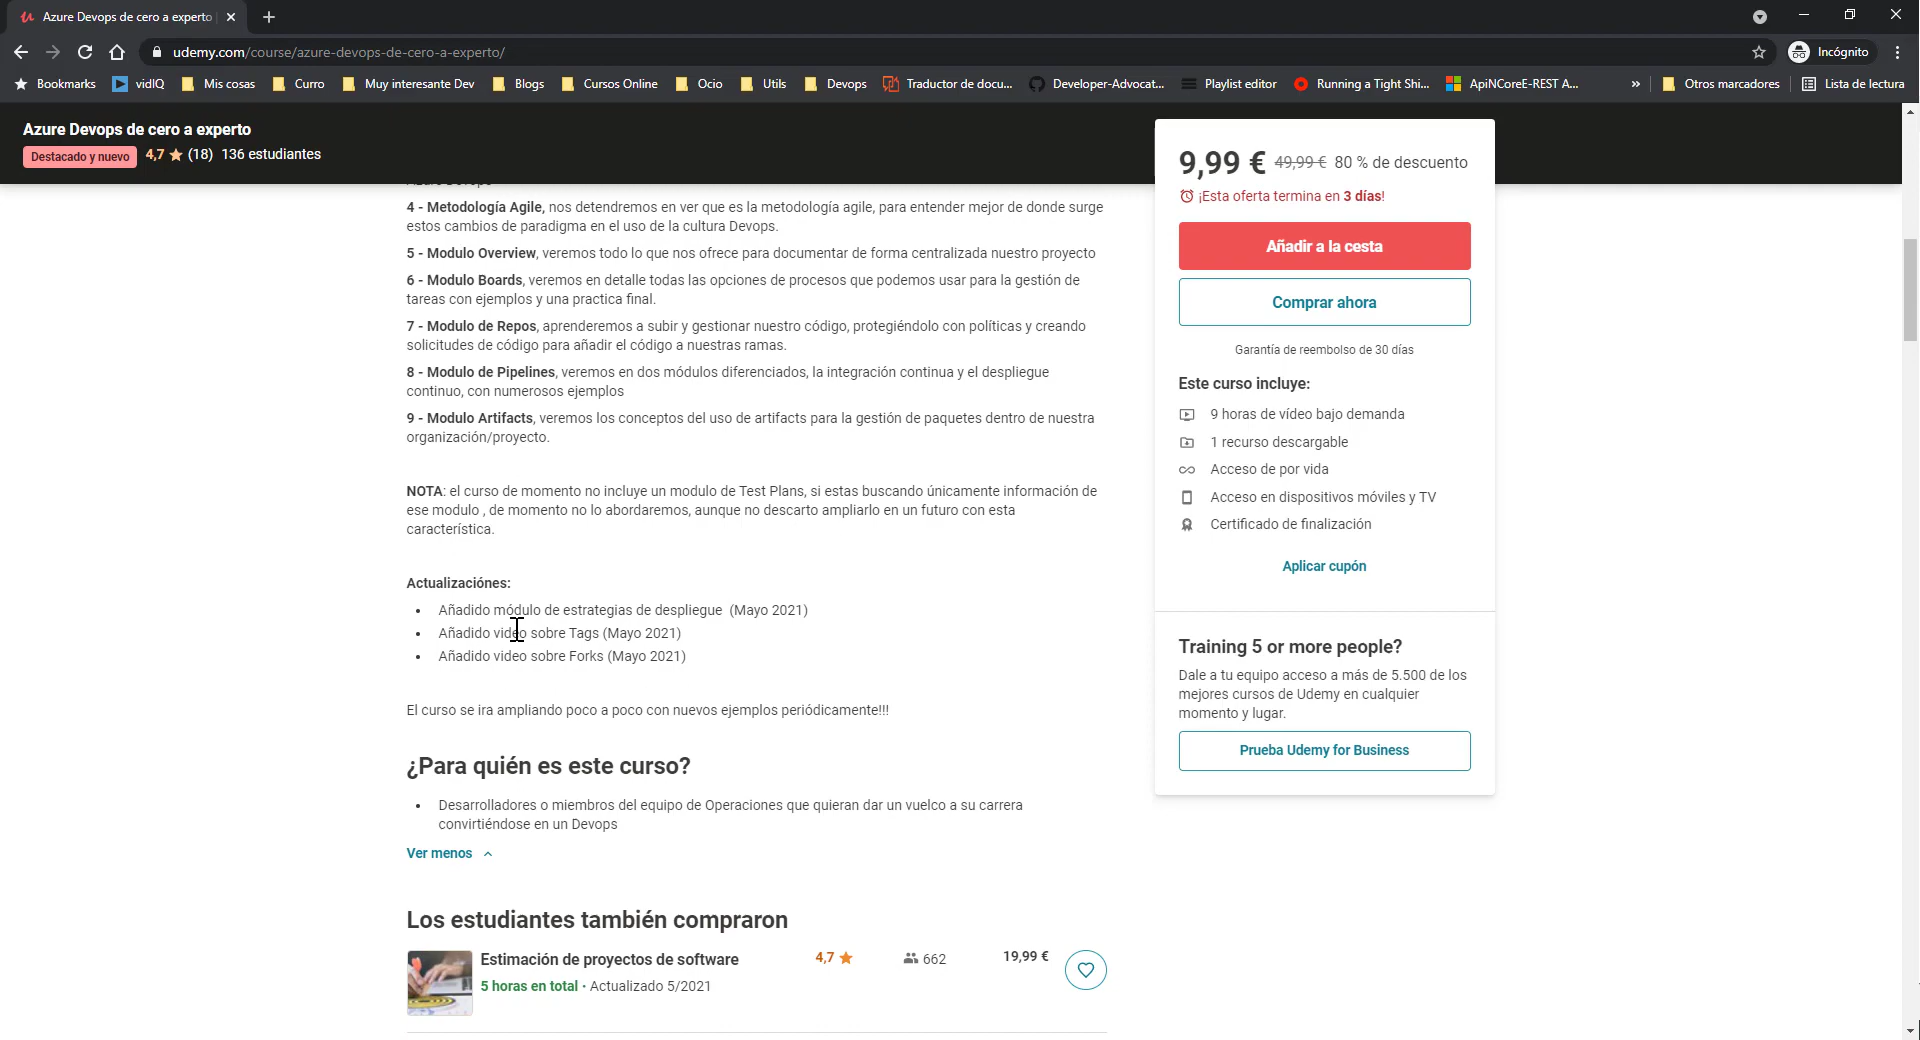 Azure Devops de cero a experto
udemy.com/course/azure-devops-de-cero-a-experto/
Incógnito
Bookmarks
vidIQ
Mis cosas
Curro
Muy interesante Dev
Blogs
Cursos Online
Ocio
Utils
Devops
Traductor de docu...
Developer-Advocat...
Playlist editor
Running a Tight Shi...
ApiNCoreE-REST A...
»
Otros marcadores
Lista de lectura
Azure Devops de cero a experto
Destacado y nuevo 4,7 (18) 136 estudiantes
4 - Metodología Agile, nos detendremos en ver que es la metodología agile, para entender mejor de donde surge
estos cambios de paradigma en el uso de la cultura Devops.
5 - Modulo Overview, veremos todo lo que nos ofrece para documentar de forma centralizada nuestro proyecto
6 - Modulo Boards, veremos en detalle todas las opciones de procesos que podemos usar para la gestión de
tareas con ejemplos y una practica final.
7 - Modulo de Repos, aprenderemos a subir y gestionar nuestro código, protegiéndolo con políticas y creando
solicitudes de código para añadir el código a nuestras ramas.
8 - Modulo de Pipelines, veremos en dos módulos diferenciados, la integración continua y el despliegue
continuo, con numerosos ejemplos
9 - Modulo Artifacts, veremos los conceptos del uso de artifacts para la gestión de paquetes dentro de nuestra
organización/proyecto.
NOTA: el curso de momento no incluye un modulo de Test Plans, si estas buscando únicamente información de
ese modulo , de momento no lo abordaremos, aunque no descarto ampliarlo en un futuro con esta
característica.
Actualizaciónes:
• Añadido módulo de estrategias de despliegue (Mayo 2021)
• Añadido video sobre Tags (Mayo 2021)
• Añadido video sobre Forks (Mayo 2021)
El curso se ira ampliando poco a poco con nuevos ejemplos periódicamente!!!
¿Para quién es este curso?
• Desarrolladores o miembros del equipo de Operaciones que quieran dar un vuelco a su carrera
convirtiéndose en un Devops
Ver menos
Los estudiantes también compraron
Estimación de proyectos de software 4,7 662 19,99 €
5 horas en total · Actualizado 5/2021
9,99 € 49,99 € 80 % de descuento
¡Esta oferta termina en 3 días!
Añadir a la cesta
Comprar ahora
Garantía de reembolso de 30 días
Este curso incluye:
9 horas de vídeo bajo demanda
1 recurso descargable
Acceso de por vida
Acceso en dispositivos móviles y TV
Certificado de finalización
Aplicar cupón
Training 5 or more people?
Dale a tu equipo acceso a más de 5.500 de los
mejores cursos de Udemy en cualquier
momento y lugar.
Prueba Udemy for Business